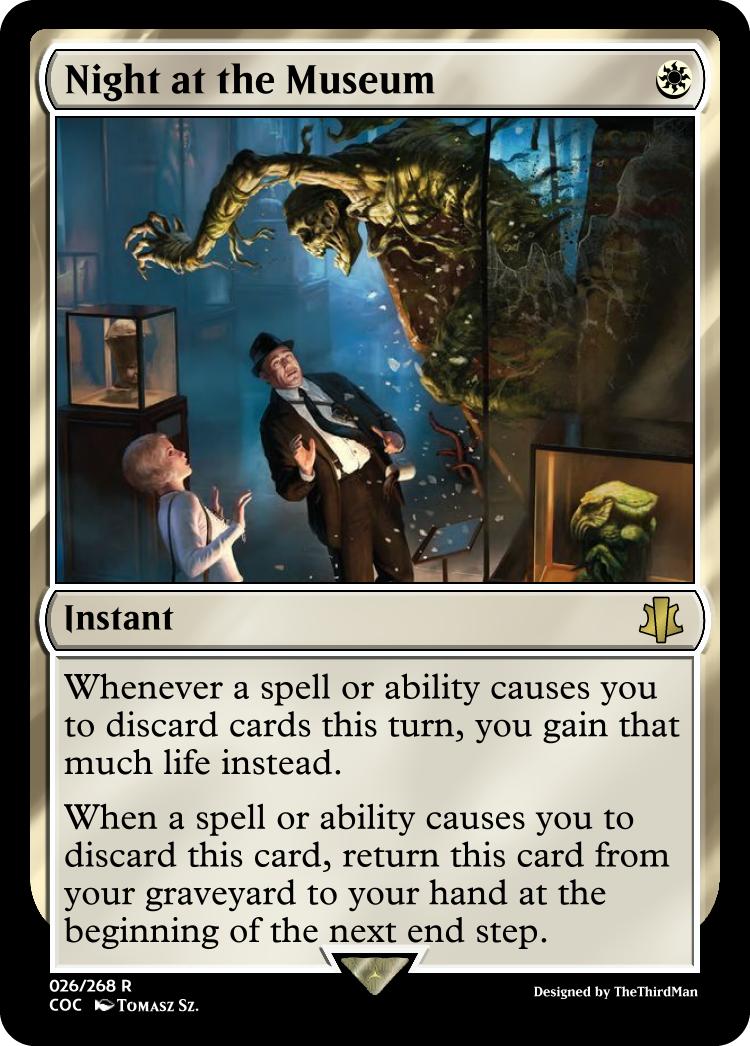 Night at the Museum
Instant
Whenever a spell or ability causes you
to discard cards this turn, you gain that
much life instead.
When a spell or ability causes you to
discard this card, return this card from
your graveyard to your hand at the
beginning of the next end step.
026/268 R
COC Tomasz Sz.
Designed by TheThirdMan